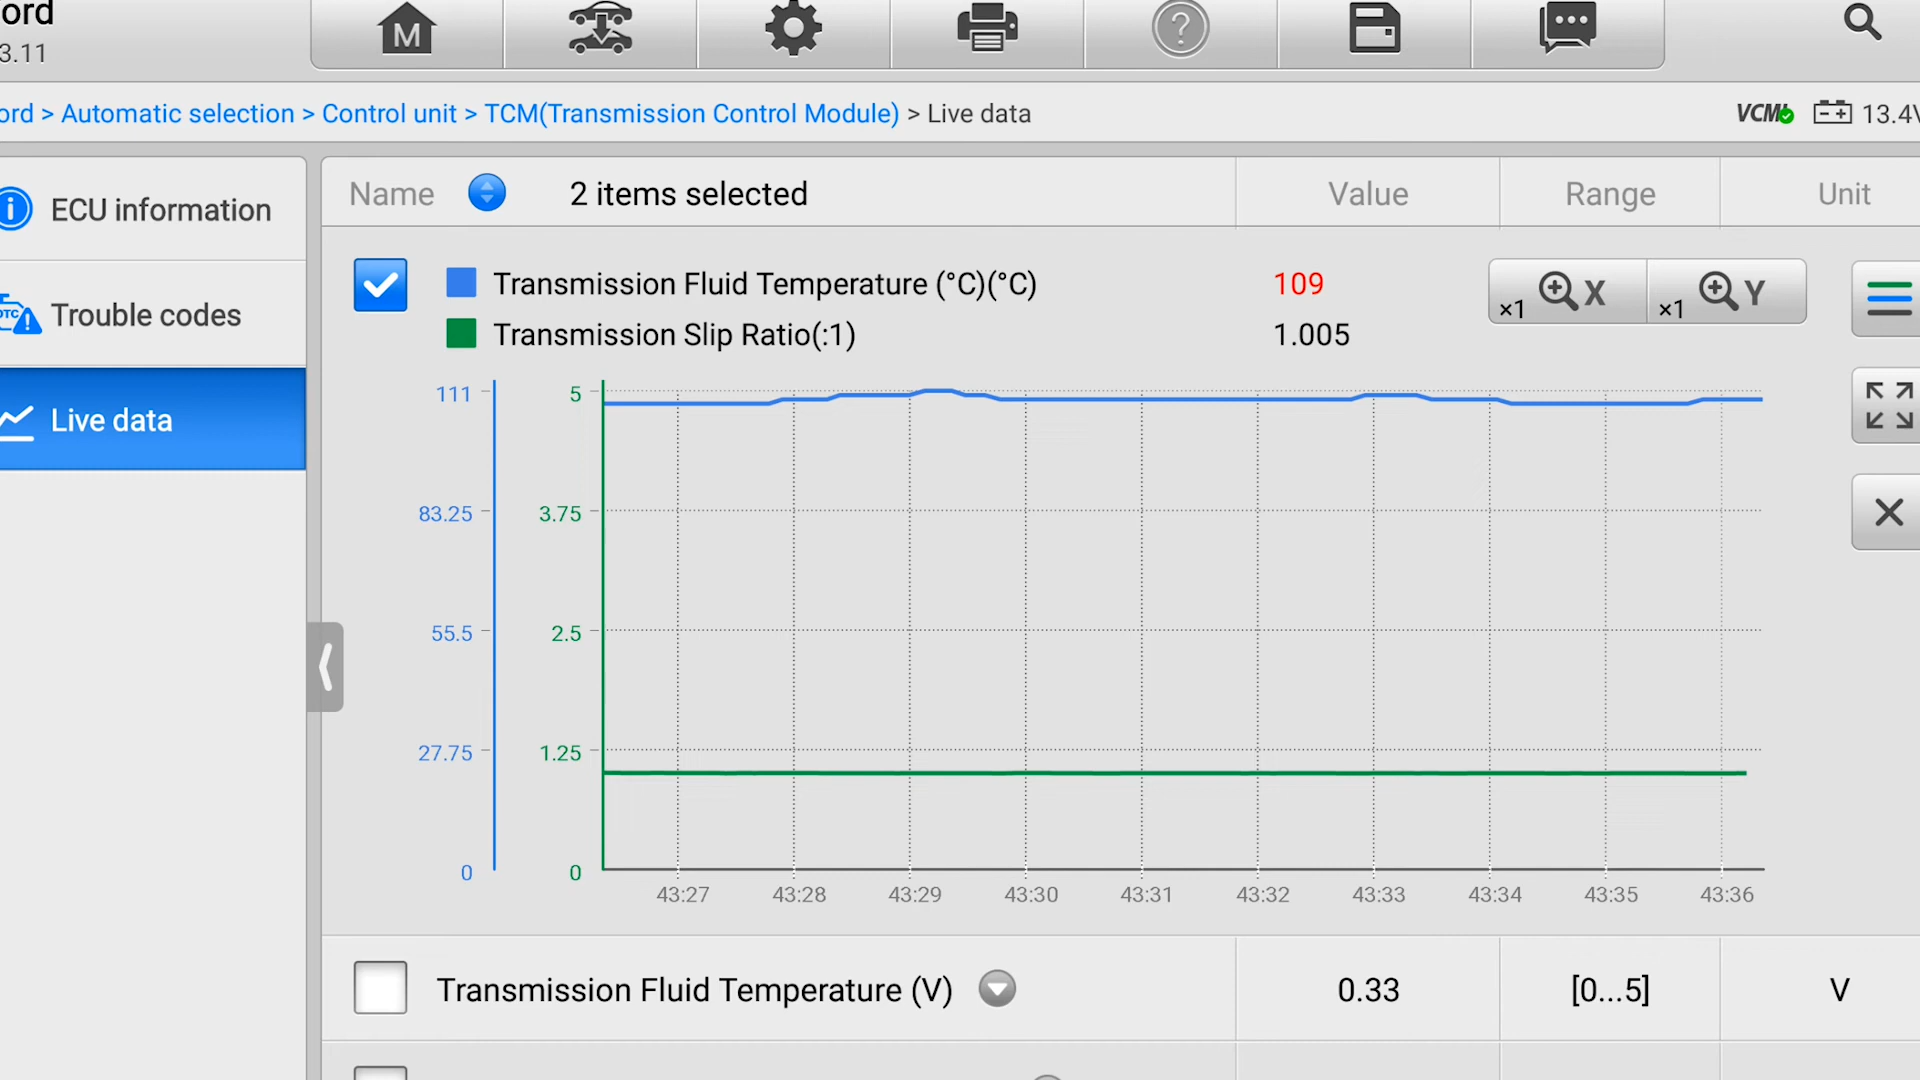 ord
3.11
M
?
ord > Automatic selection > Control unit > TCM(Transmission Control Module) > Live data
VCMI
13.4V
ECU information
Trouble codes
DTC
Live data
Name 2 items selected Value Range Unit
Transmission Fluid Temperature (°C)(°C) 109
Transmission Slip Ratio(:1) 1.005
×1 X ×1 Y
111 5
83.25 3.75
55.5 2.5
27.75 1.25
0 0
43:27 43:28 43:29 43:30 43:31 43:32 43:33 43:34 43:35 43:36
Transmission Fluid Temperature (V) 0.33 [0...5] V